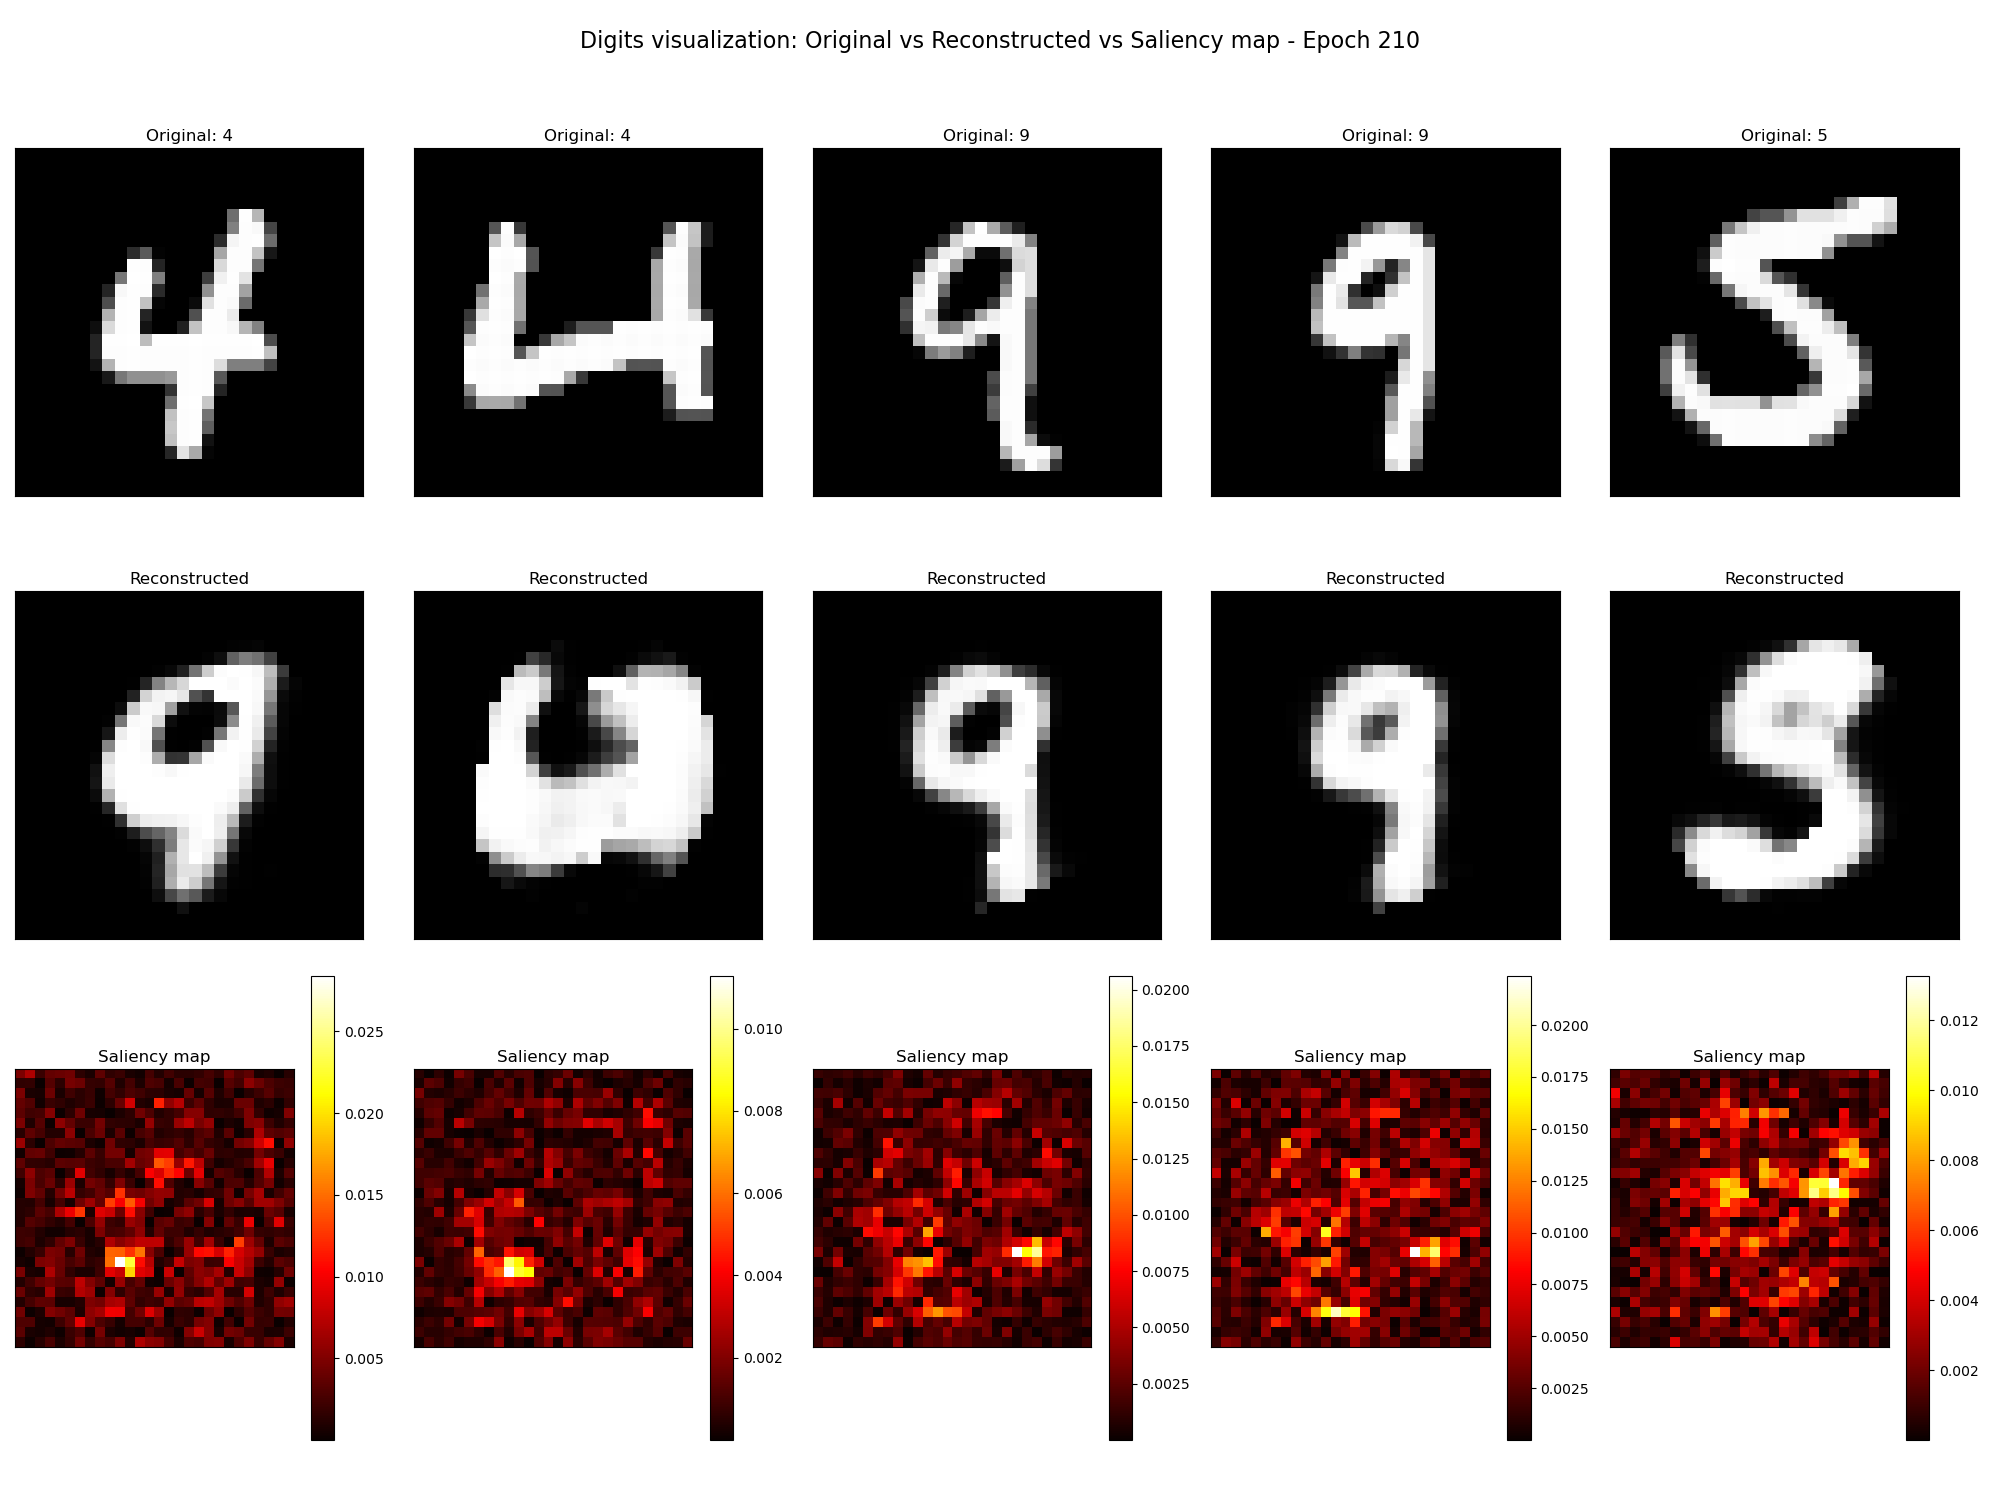 Digits visualization: Original vs Reconstructed vs Saliency map - Epoch 210
Original: 4
Original: 4
Original: 9
Original: 9
Original: 5
Reconstructed
Reconstructed
Reconstructed
Reconstructed
Reconstructed
Saliency map
0.025
0.020
0.015
0.010
0.005
Saliency map
0.010
0.008
0.006
0.004
0.002
Saliency map
0.0200
0.0175
0.0150
0.0125
0.0100
0.0075
0.0050
0.0025
Saliency map
0.0200
0.0175
0.0150
0.0125
0.0100
0.0075
0.0050
0.0025
Saliency map
0.012
0.010
0.008
0.006
0.004
0.002